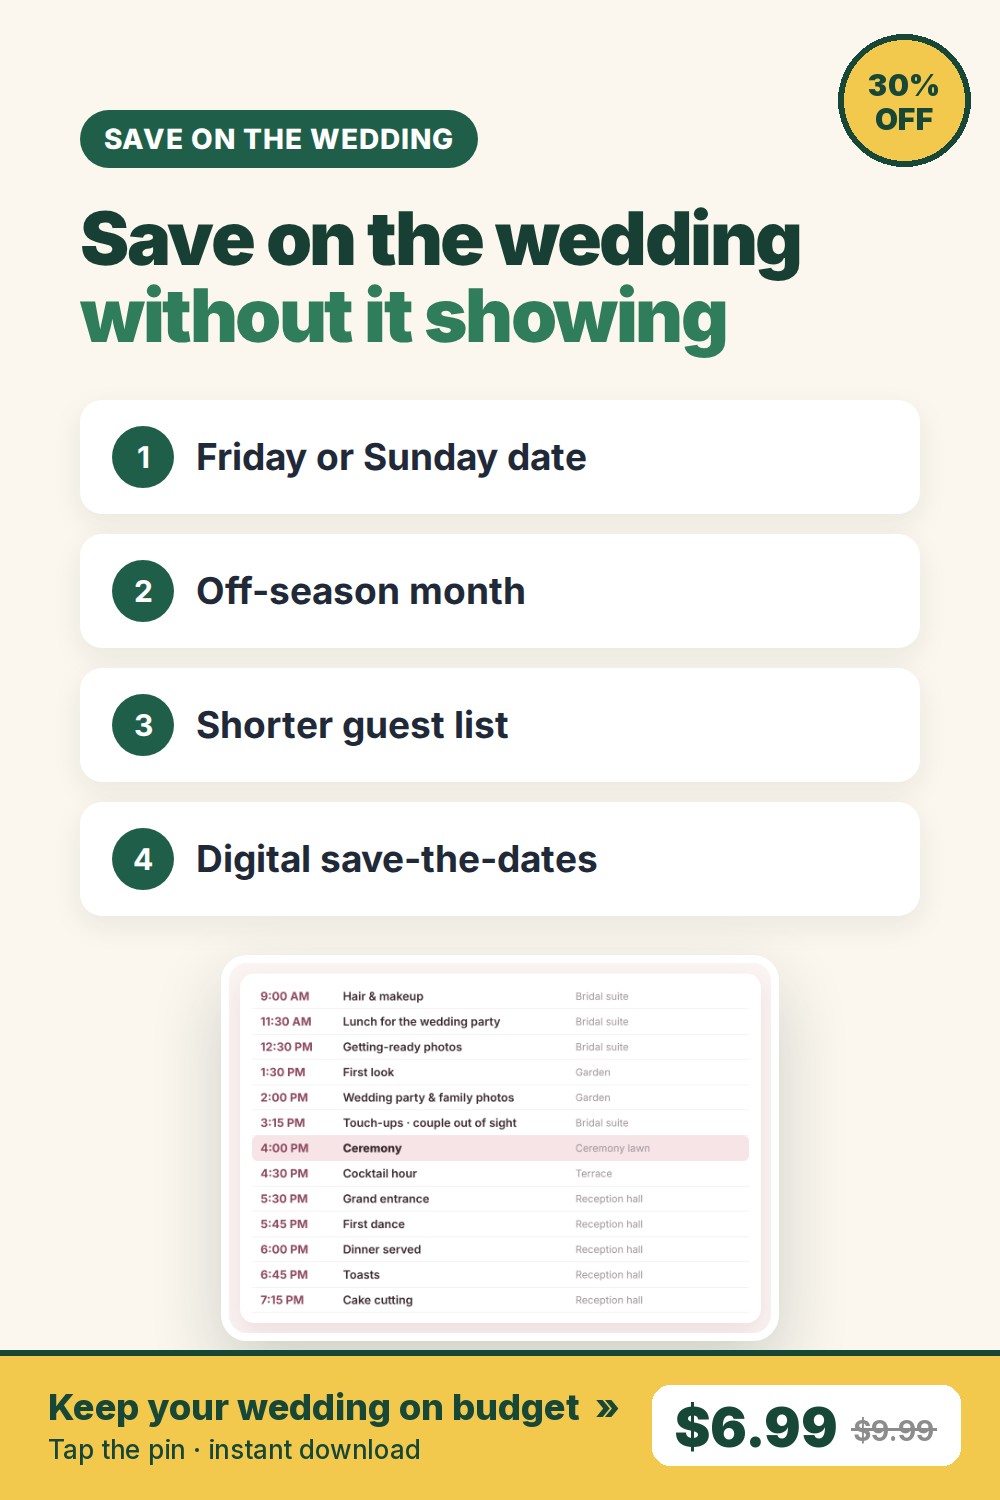 30%
OFF
SAVE ON THE WEDDING
Save on the wedding
without it showing
1 Friday or Sunday date
2 Off-season month
3 Shorter guest list
4 Digital save-the-dates
9:00 AM Hair & makeup Bridal suite
11:30 AM Lunch for the wedding party Bridal suite
12:30 PM Getting-ready photos Bridal suite
1:30 PM First look Garden
2:00 PM Wedding party & family photos Garden
3:15 PM Touch-ups · couple out of sight Bridal suite
4:00 PM Ceremony Ceremony lawn
4:30 PM Cocktail hour Terrace
5:30 PM Grand entrance Reception hall
5:45 PM First dance Reception hall
6:00 PM Dinner served Reception hall
6:45 PM Toasts Reception hall
7:15 PM Cake cutting Reception hall
Keep your wedding on budget »
Tap the pin · instant download
$6.99 $9.99